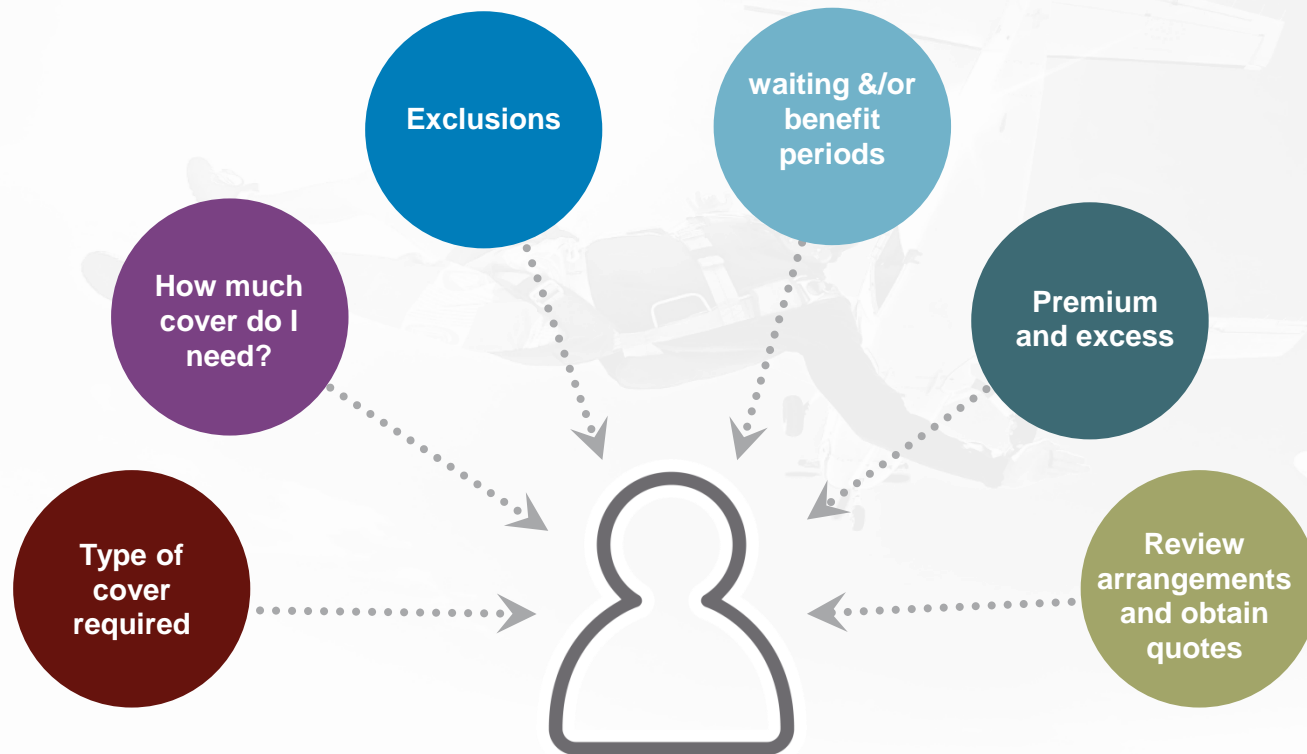 Type of
cover
required
How much
cover do I
need?
Exclusions
waiting &/or
benefit
periods
Premium
and excess
Review
arrangements
and obtain
quotes